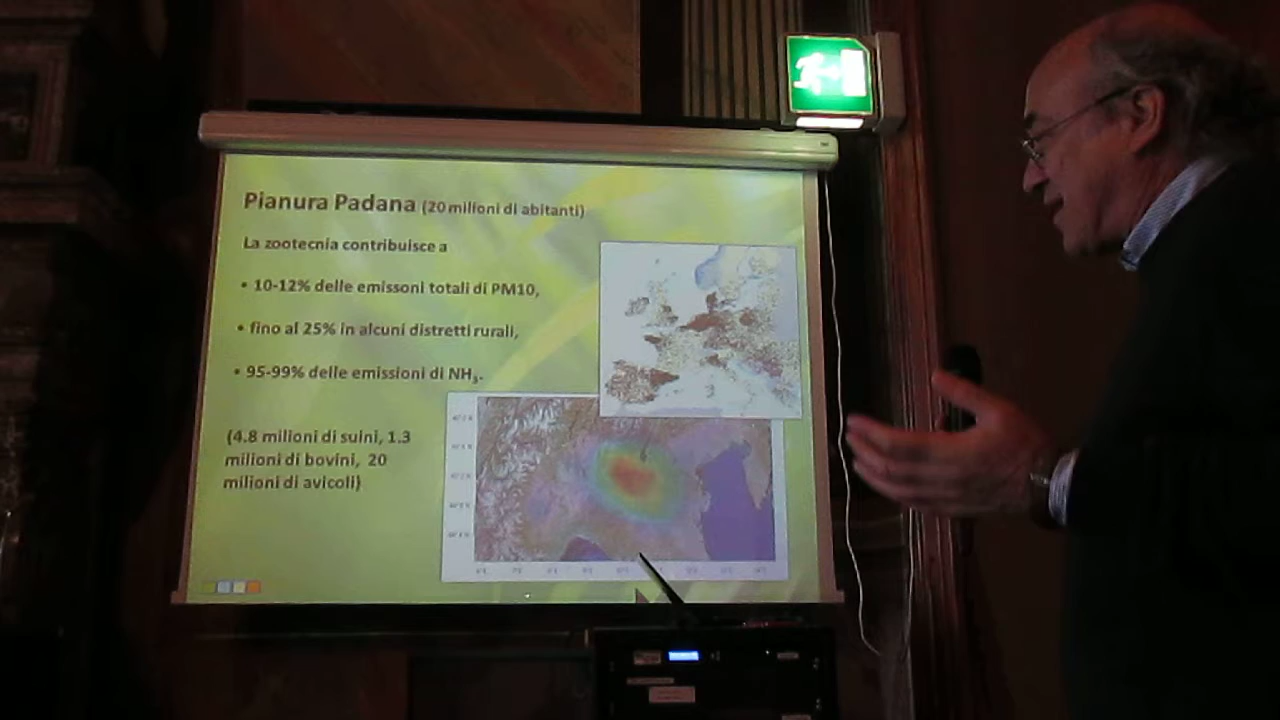 Pianura Padana (20 milioni di abitanti)
La zootecnia contribuisce a
• 10-12% delle emissoni totali di PM10,
• fino al 25% in alcuni distretti rurali,
• 95-99% delle emissioni di NH₃.
(4.8 milioni di suini, 1.3
milioni di bovini, 20
milioni di avicoli)